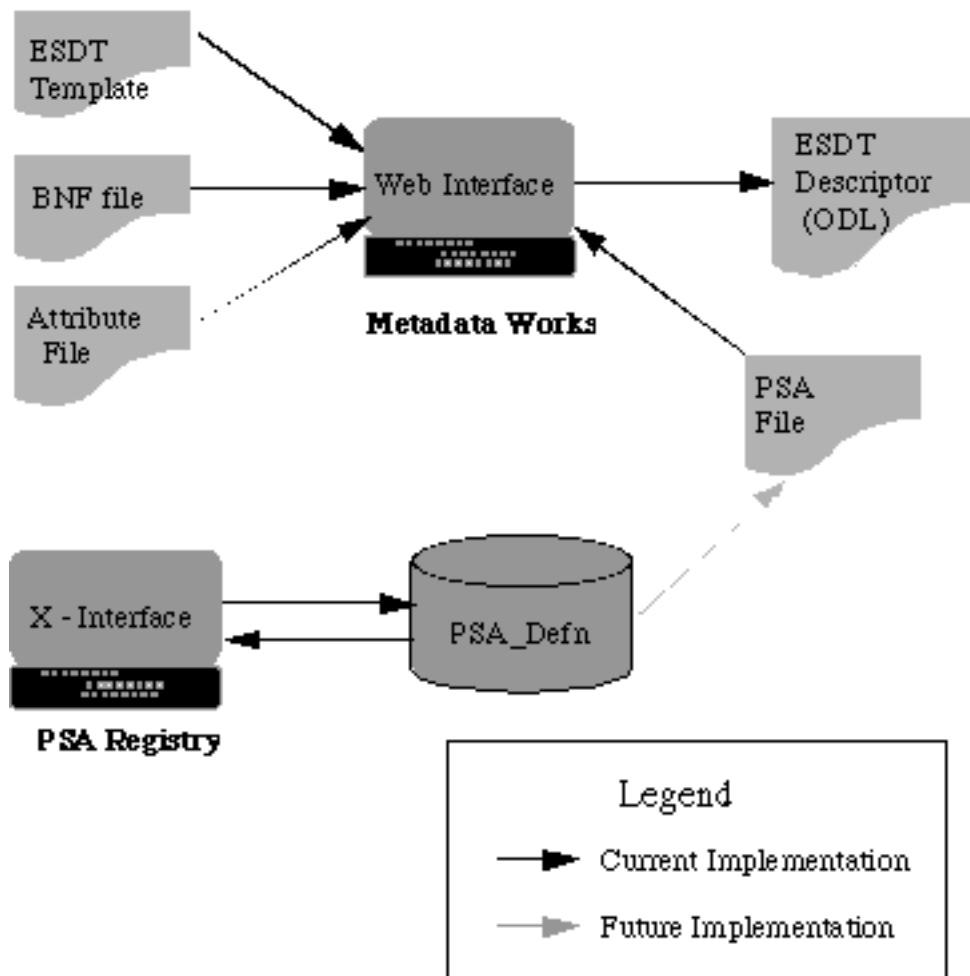 ESDT
Template
BNF file
Attribute
File
Web Interface
Metadata Works
ESDT
Descriptor
(ODL)
PSA
File
X - Interface
PSA Registry
PSA_Defn
Legend
Current Implementation
Future Implementation